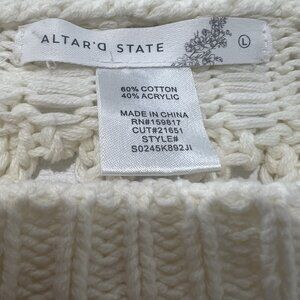 ALTAR'D STATE
L
60% COTTON
40% ACRYLIC
MADE IN CHINA
RN#159817
CUT#21651
STYLE#
S0245K892JI